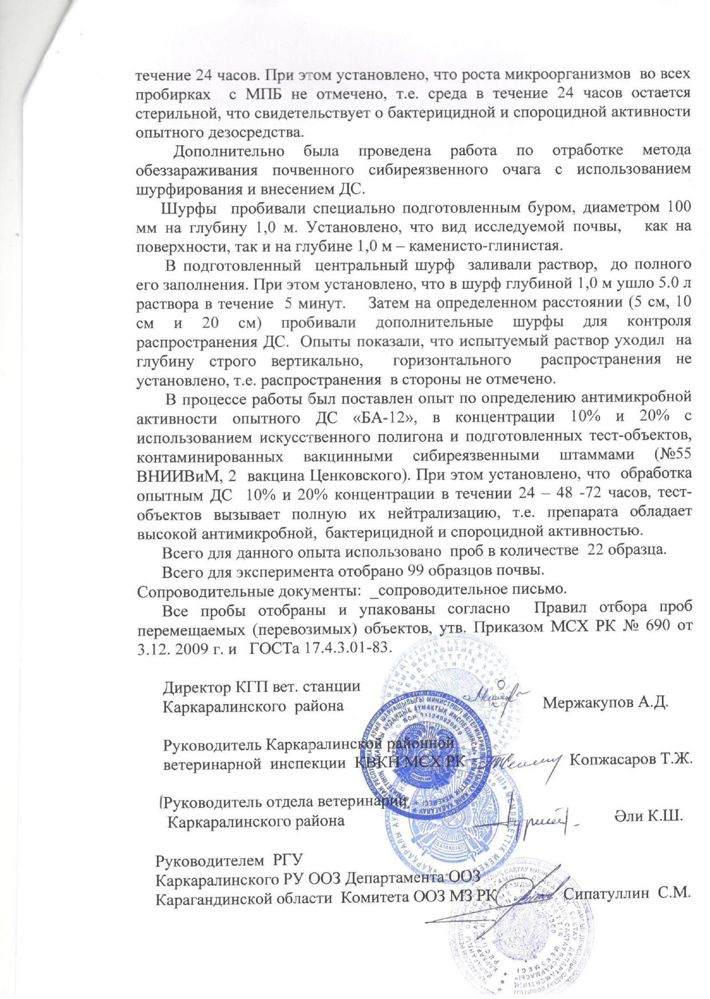 течение 24 часов. При этом установлено, что роста микроорганизмов во всех
пробирках с МПБ не отмечено, т.е. среда в течение 24 часов остается
стерильной, что свидетельствует о бактерицидной и спороцидной активности
опытного дезосредства.
Дополнительно была проведена работа по отработке метода
обеззараживания почвенного сибиреязвенного очага с использованием
шурфирования и внесением ДС.
Шурфы пробивали специально подготовленным буром, диаметром 100
мм на глубину 1,0 м. Установлено, что вид исследуемой почвы, как на
поверхности, так и на глубине 1,0 м – каменисто-глинистая.
В подготовленный центральный шурф заливали раствор, до полного
его заполнения. При этом установлено, что в шурф глубиной 1,0 м ушло 5.0 л
раствора в течение 5 минут. Затем на определенном расстоянии (5 см, 10
см и 20 см) пробивали дополнительные шурфы для контроля
распространения ДС. Опыты показали, что испытуемый раствор уходил на
глубину строго вертикально, горизонтального распространения не
установлено, т.е. распространения в стороны не отмечено.
В процессе работы был поставлен опыт по определению антимикробной
активности опытного ДС «БА-12», в концентрации 10% и 20% с
использованием искусственного полигона и подготовленных тест-объектов,
контаминированных вакцинными сибиреязвенными штаммами (№55
ВНИИВиМ, 2 вакцина Ценковского). При этом установлено, что обработка
опытным ДС 10% и 20% концентрации в течении 24 – 48 -72 часов, тест-
объектов вызывает полную их нейтрализацию, т.е. препарата обладает
высокой антимикробной, бактерицидной и спороцидной активностью.
Всего для данного опыта использовано проб в количестве 22 образца.
Всего для эксперимента отобрано 99 образцов почвы.
Сопроводительные документы: _сопроводительное письмо.
Все пробы отобраны и упакованы согласно Правил отбора проб
перемещаемых (перевозимых) объектов, утв. Приказом МСХ РК № 690 от
3.12. 2009 г. и ГОСТа 17.4.3.01-83.
Директор КГП вет. станции
Каркаралинского района Мержакупов А.Д.
Руководитель Каркаралинской районной
ветеринарной инспекции КВКН МСХ РК Копжасаров Т.Ж.
Руководитель отдела ветеринарии
Каркаралинского района Әли К.Ш.
Руководителем РГУ
Каркаралинского РУ ООЗ Департамента ООЗ
Карагандинской области Комитета ООЗ МЗ РК Сипатуллин С.М.